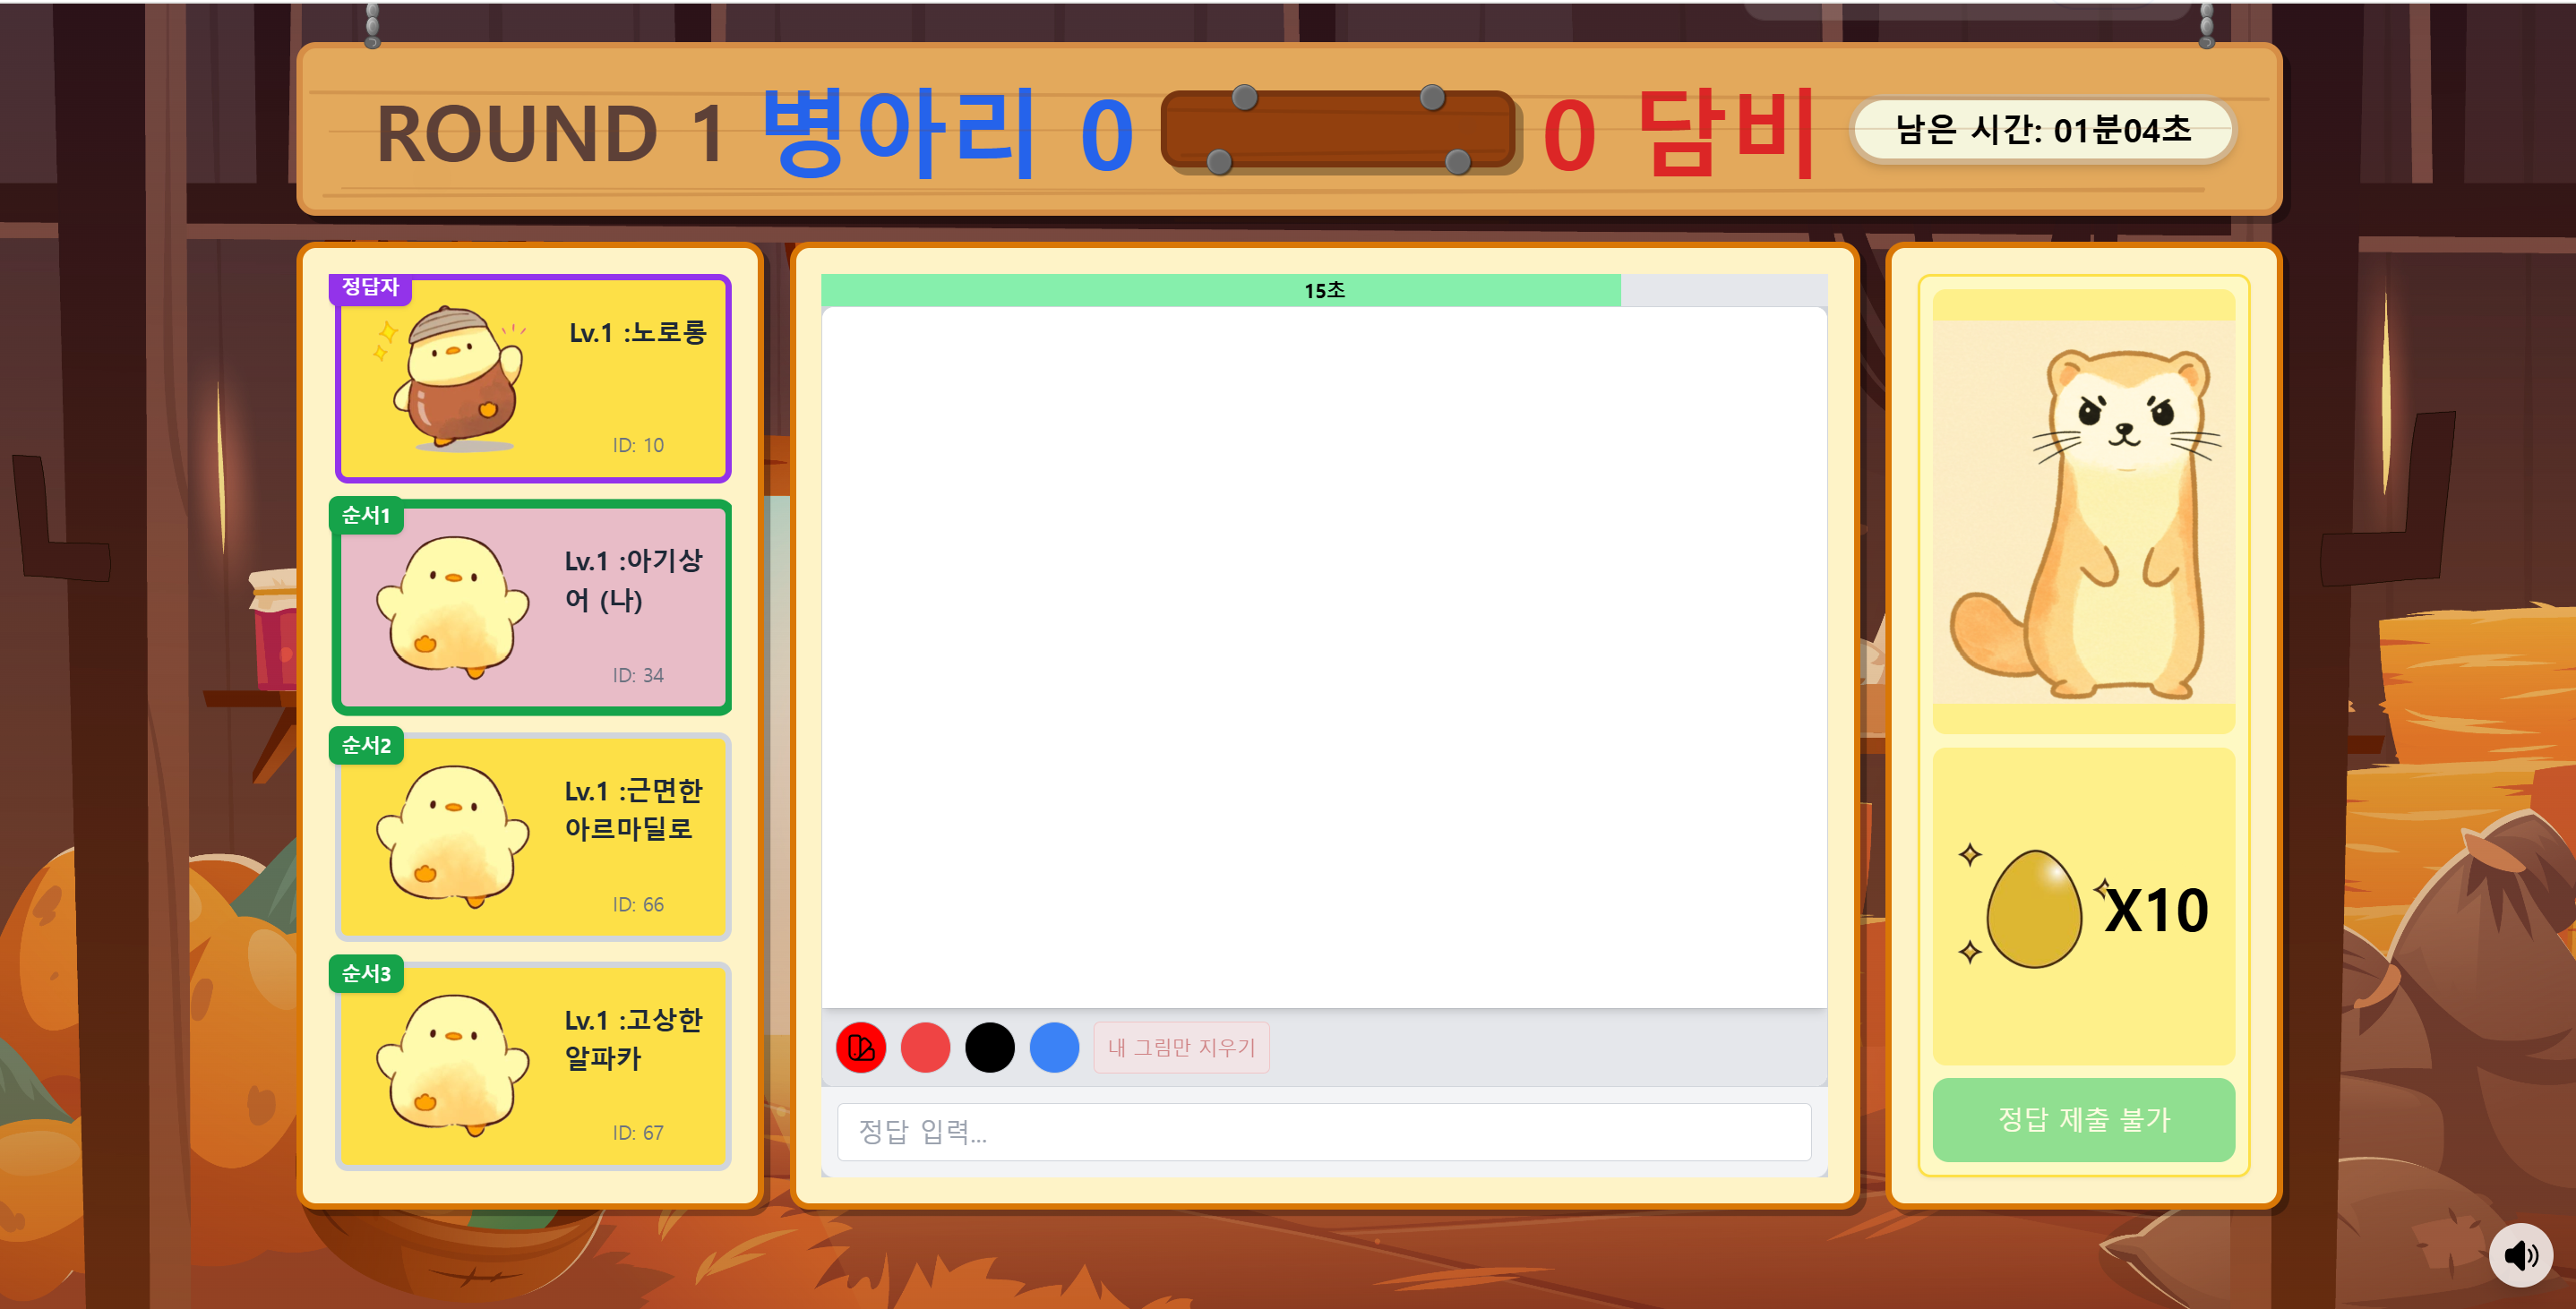 ROUND 1 병아리 0 0 담비 남은 시간: 01분04초
정답자
Lv.1 :노로롱
ID: 10
순서1
Lv.1 :아기상
어 (나)
ID: 34
순서2
Lv.1 :근면한
아르마딜로
ID: 66
순서3
Lv.1 :고상한
알파카
ID: 67
15초
내 그림만 지우기
정답 입력...
X10
정답 제출 불가